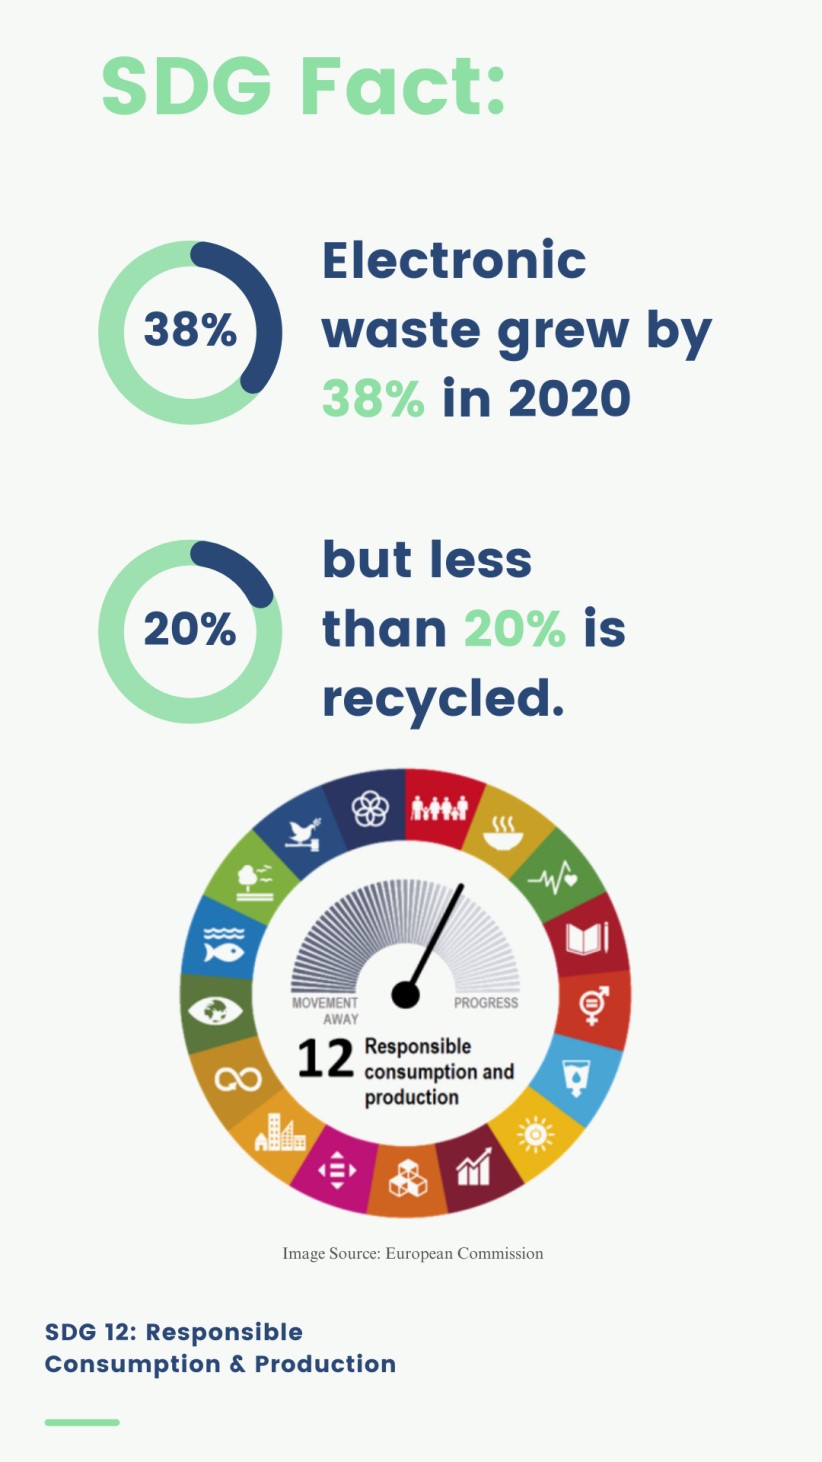 SDG Fact:
38%
Electronic
waste grew by
38% in 2020
20%
but less
than 20% is
recycled.
MOVEMENT
AWAY
PROGRESS
12
Responsible
consumption and
production
Image Source: European Commission
SDG 12: Responsible
Consumption & Production